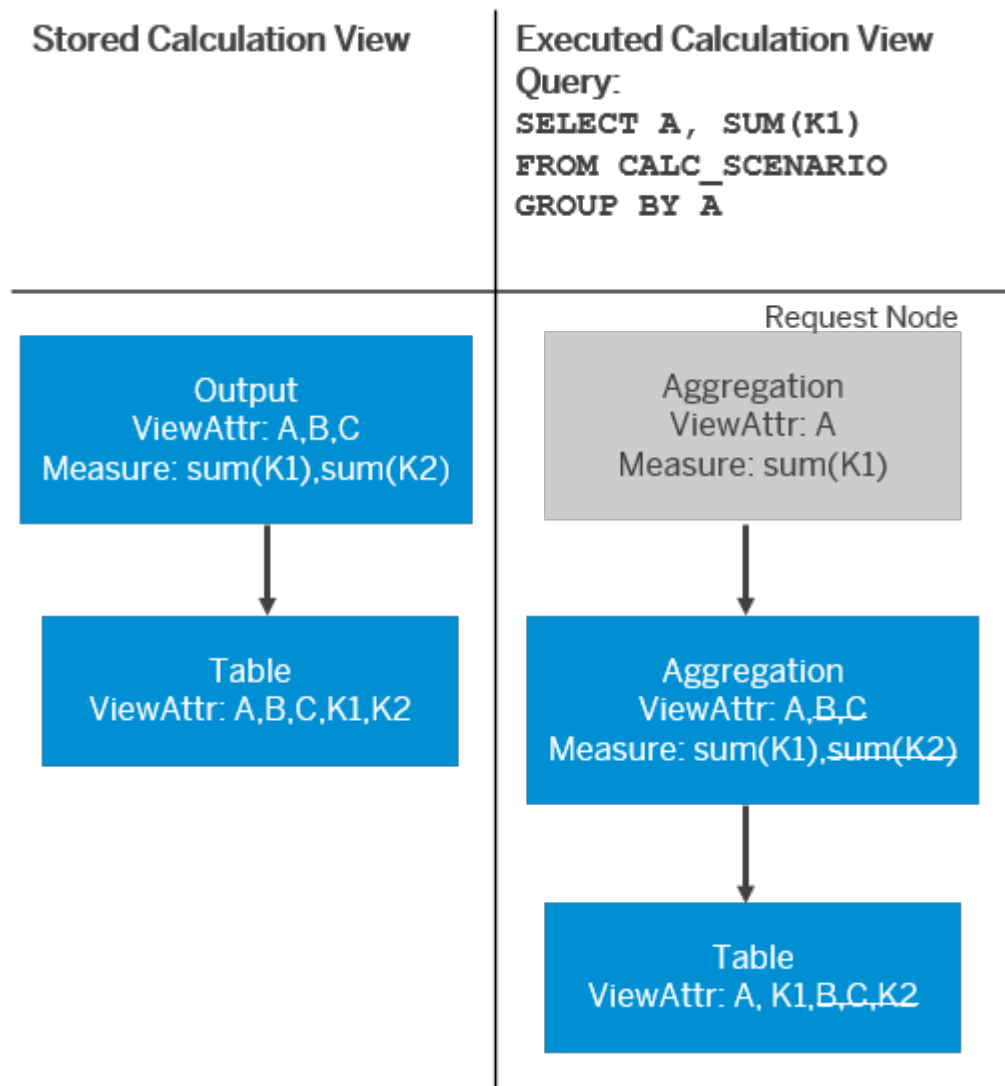 Stored Calculation View
Executed Calculation View
Query:
SELECT A, SUM(K1)
FROM CALC_SCENARIO
GROUP BY A
Output
ViewAttr: A,B,C
Measure: sum(K1),sum(K2)
Table
ViewAttr: A,B,C,K1,K2
Request Node
Aggregation
ViewAttr: A
Measure: sum(K1)
Aggregation
ViewAttr: A,B,C
Measure: sum(K1),sum(K2)
Table
ViewAttr: A, K1,B,C,K2